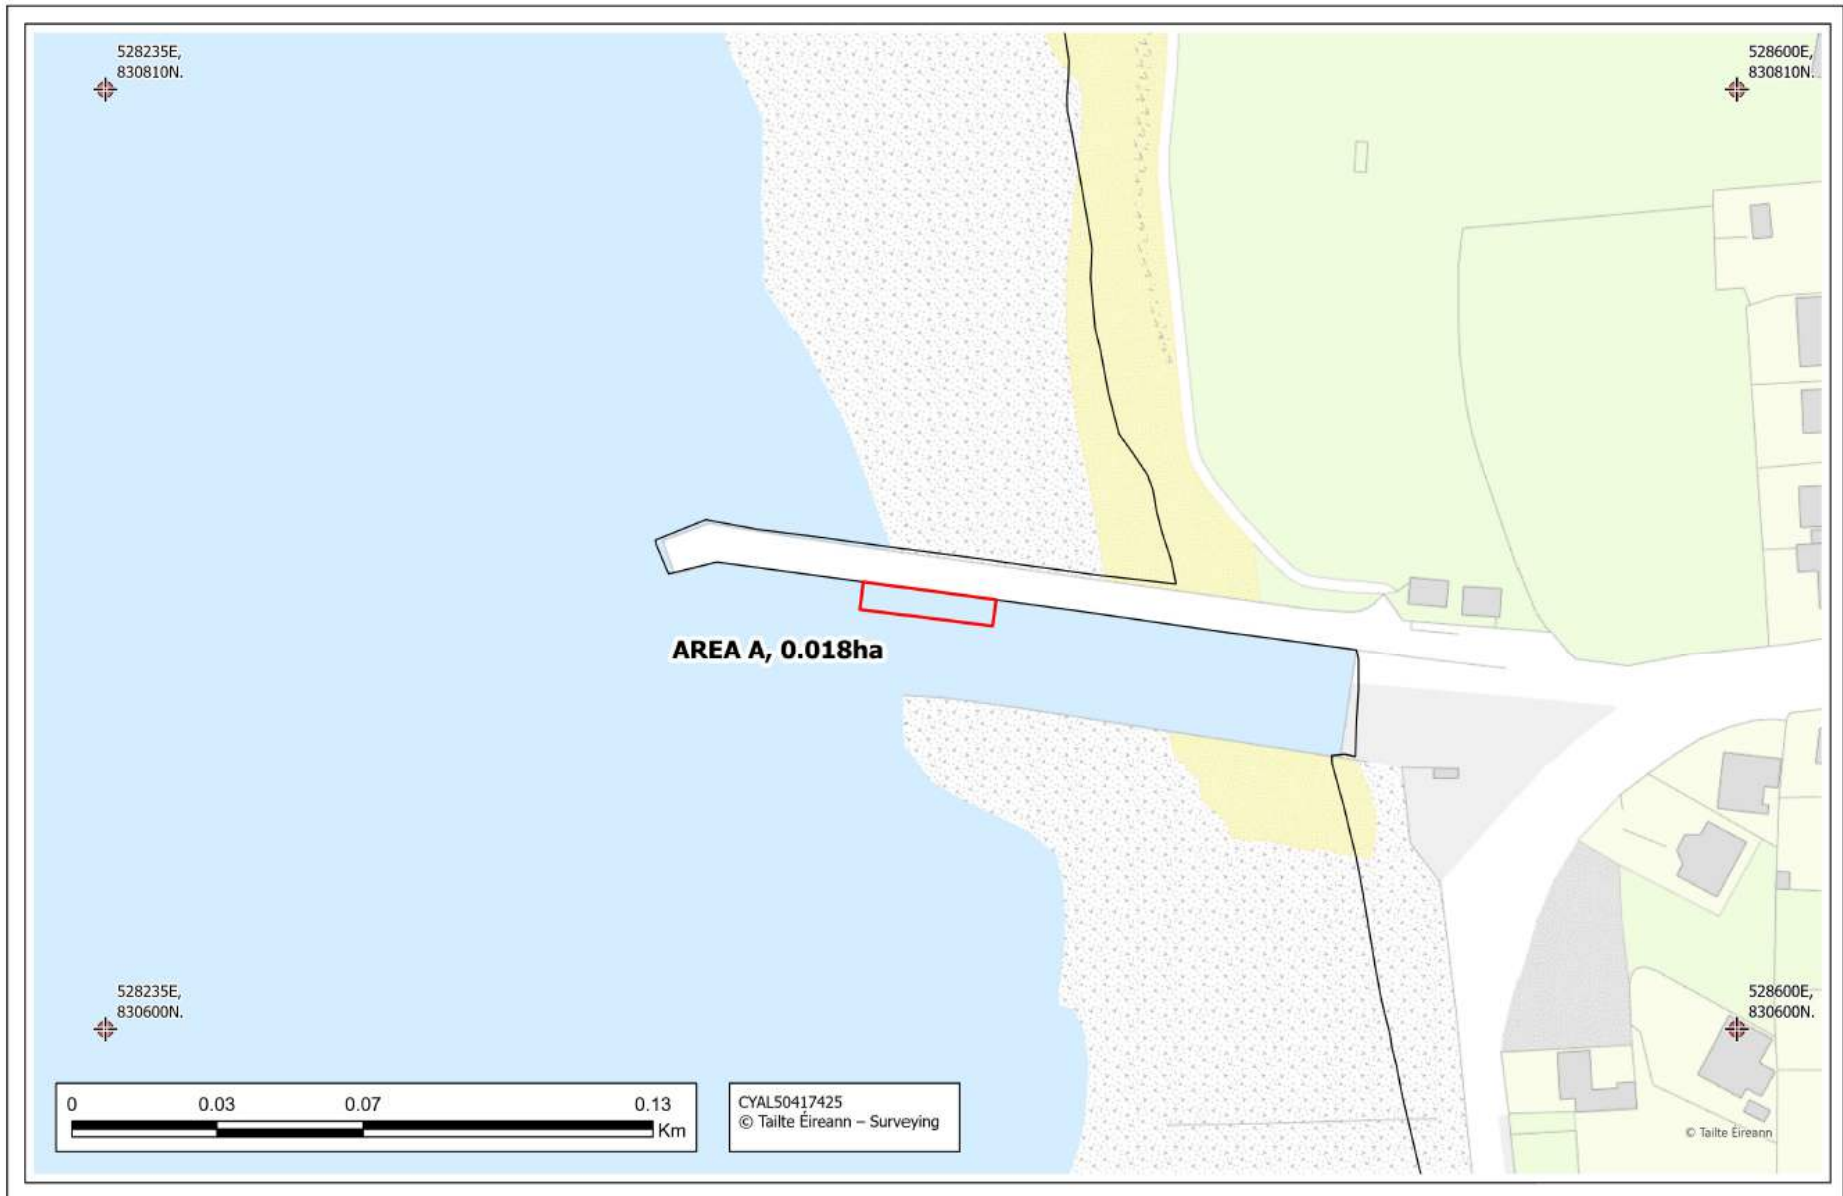 528235E,
830810N.
528600E,
830810N.
AREA A, 0.018ha
528235E,
830600N.
528600E,
830600N.
0 0.03 0.07 0.13
Km
CYAL50417425
© Tailte Éireann – Surveying
© Tailte Éireann